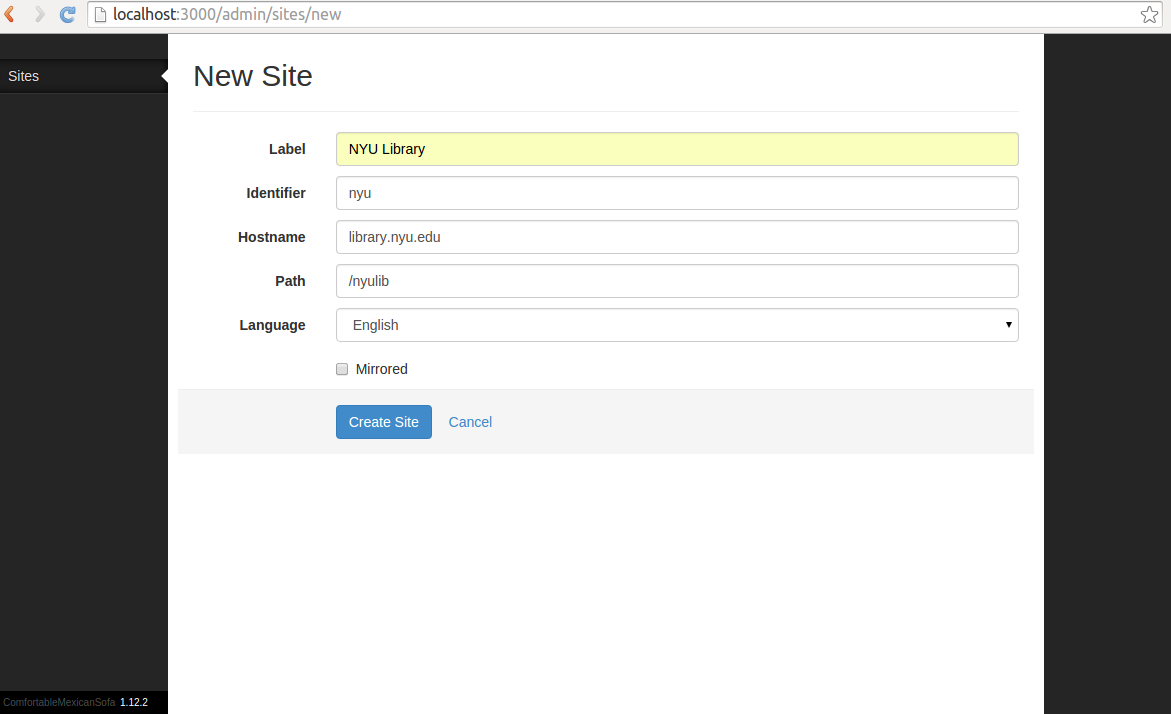 localhost:3000/admin/sites/new
Sites
New Site
Label NYU Library
Identifier nyu
Hostname library.nyu.edu
Path /nyulib
Language English
Mirrored
Create Site Cancel
ComfortableMexicanSofa 1.12.2